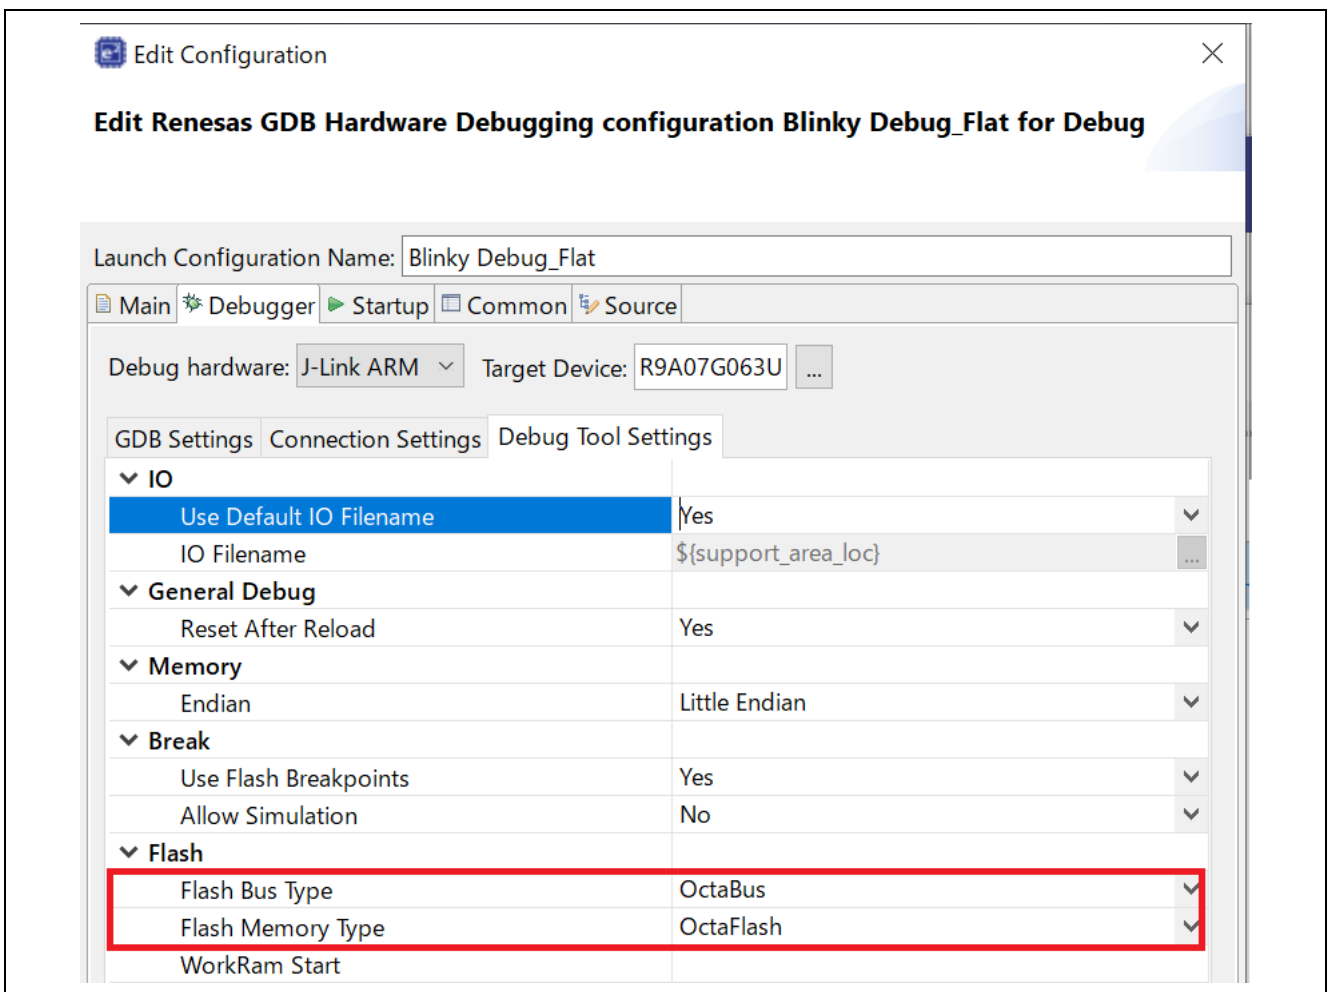 Edit Configuration
Edit Renesas GDB Hardware Debugging configuration Blinky Debug_Flat for Debug
Launch Configuration Name: Blinky Debug_Flat
Main Debugger Startup Common Source
Debug hardware: J-Link ARM Target Device: R9A07G063U ...
GDB Settings Connection Settings Debug Tool Settings
IO
Use Default IO Filename Yes
IO Filename ${support_area_loc} ...
General Debug
Reset After Reload Yes
Memory
Endian Little Endian
Break
Use Flash Breakpoints Yes
Allow Simulation No
Flash
Flash Bus Type OctaBus
Flash Memory Type OctaFlash
WorkRam Start